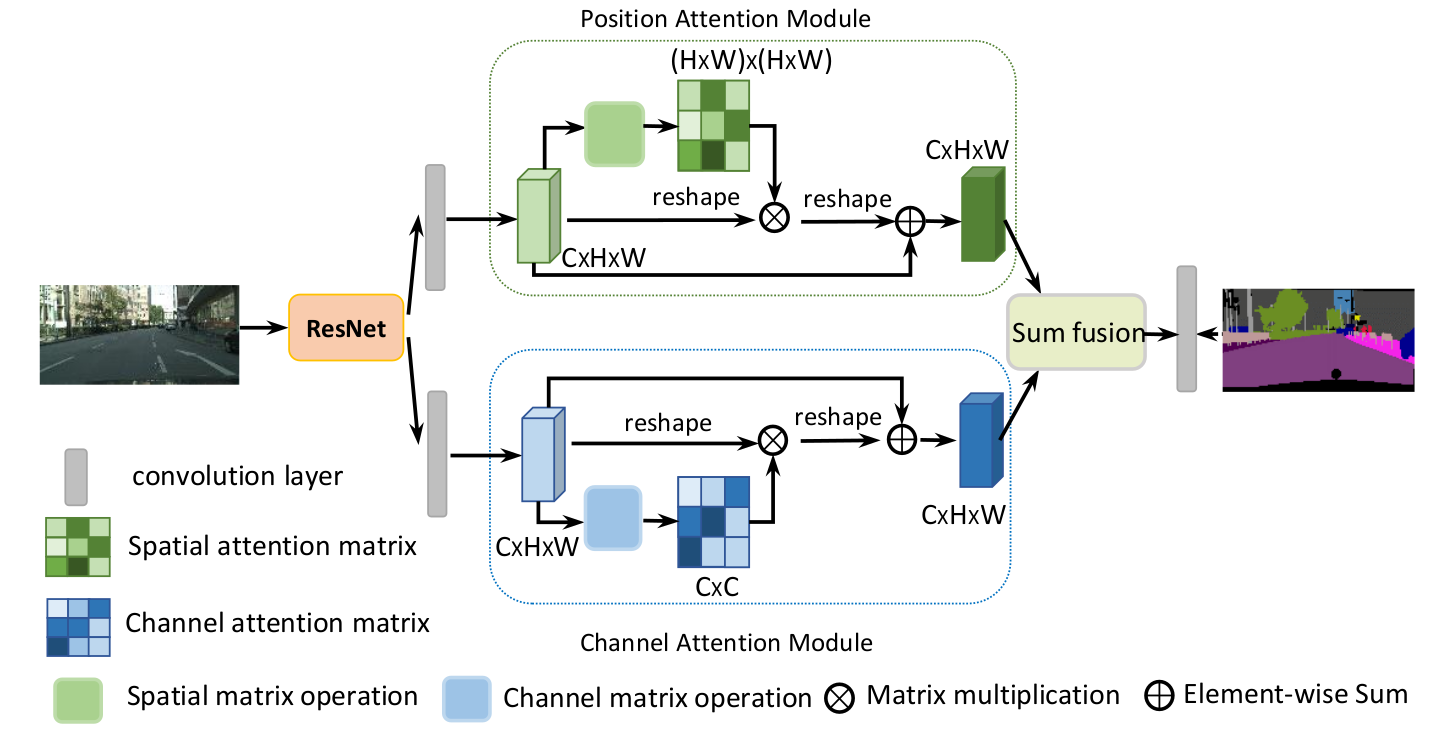 Position Attention Module
(HxW)x(HxW)
CxHxW
reshape
reshape
CxHxW
ResNet
Sum fusion
reshape
reshape
convolution layer
CxHxW
CxHxW
Spatial attention matrix
CxC
Channel attention matrix
Channel Attention Module
Spatial matrix operation
Channel matrix operation
Matrix multiplication
Element-wise Sum